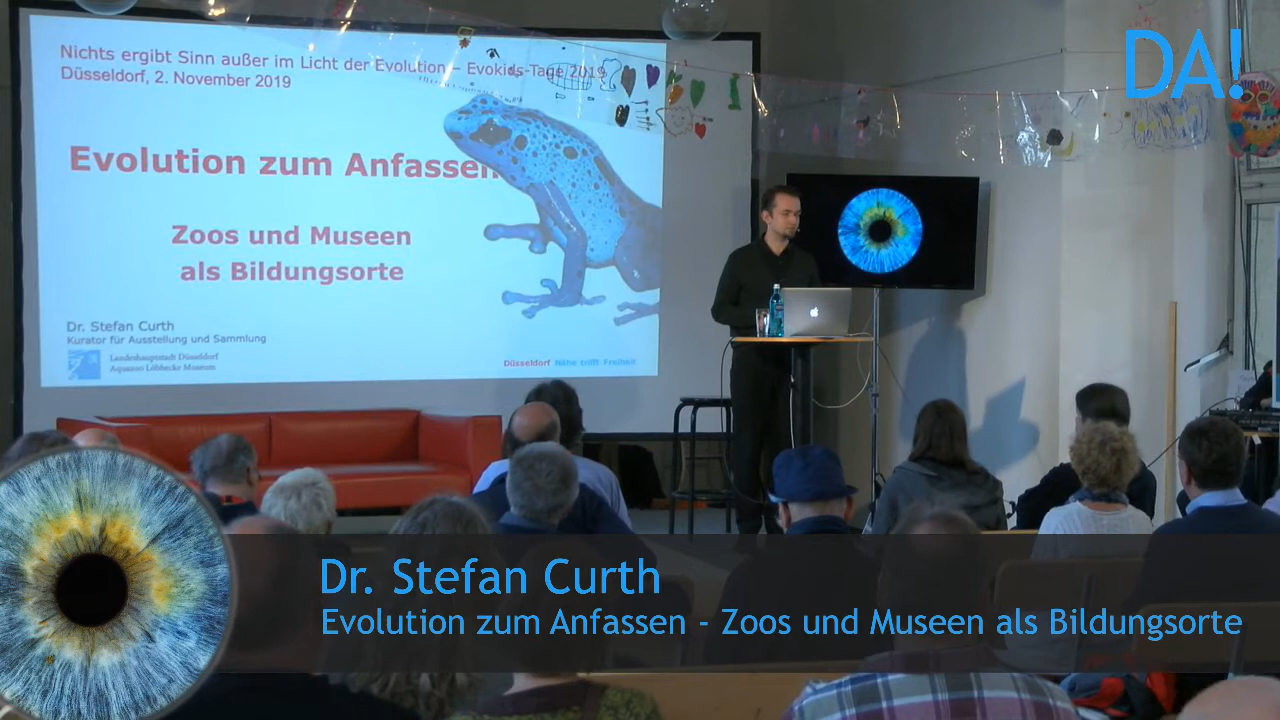 Nichts ergibt Sinn außer im Licht der Evolution – Evokids-Tage 2019
Düsseldorf, 2. November 2019
DA!
Evolution zum Anfassen
Zoos und Museen
als Bildungsorte
Dr. Stefan Curth
Kurator für Ausstellung und Sammlung
Landeshauptstadt Düsseldorf
Aquazoo Löbbecke Museum
Düsseldorf Nähe trifft Freiheit
Dr. Stefan Curth
Evolution zum Anfassen - Zoos und Museen als Bildungsorte